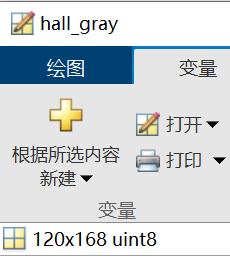 hall_gray
绘图 变量
根据所选内容
新建
打开
打印
变量
120x168 uint8